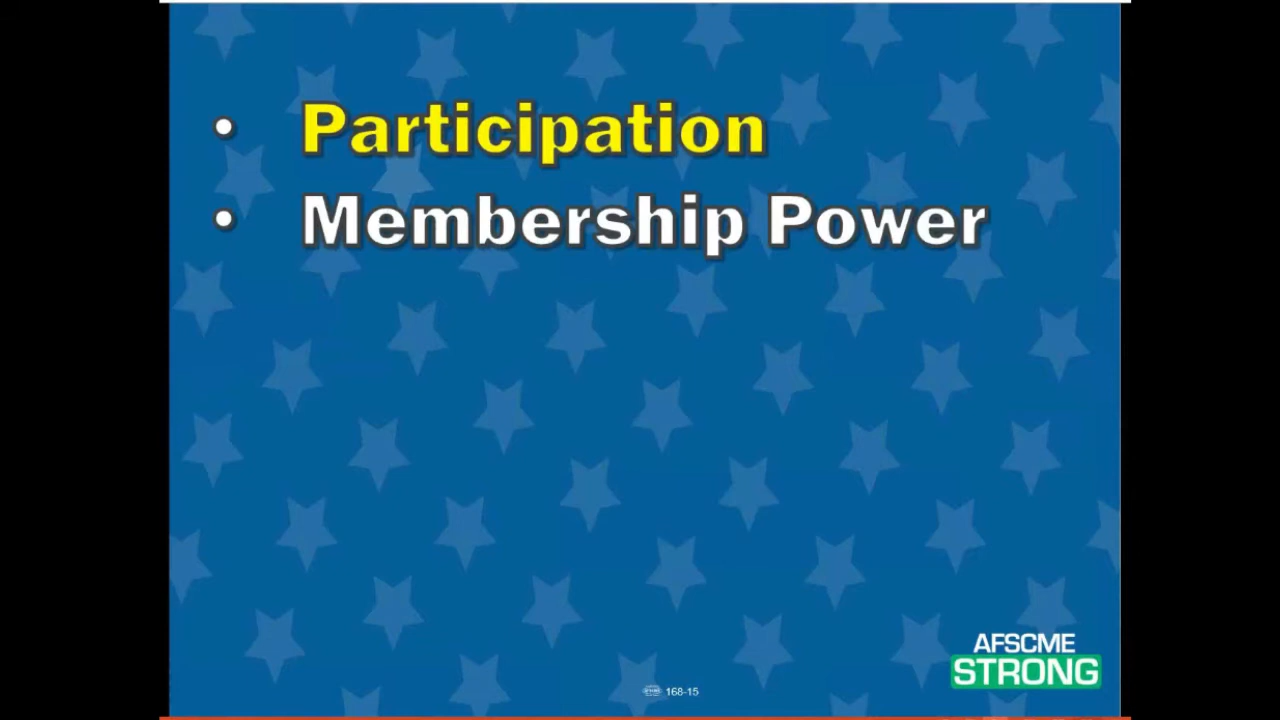 • Participation
• Membership Power
AFSCME
STRONG
168-15